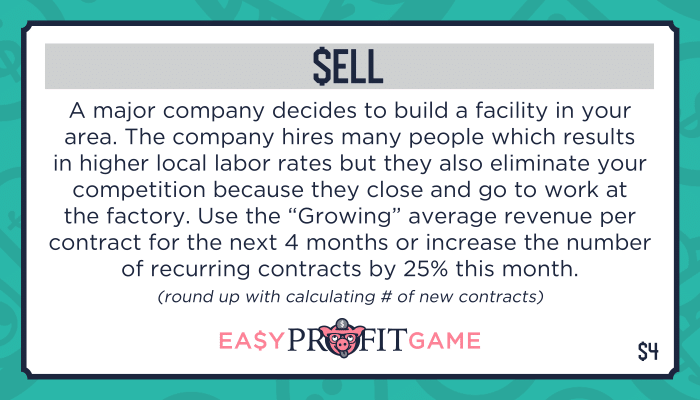 $ELL
A major company decides to build a facility in your
area. The company hires many people which results
in higher local labor rates but they also eliminate your
competition because they close and go to work at
the factory. Use the “Growing” average revenue per
contract for the next 4 months or increase the number
of recurring contracts by 25% this month.
(round up with calculating # of new contracts)
EA$Y PROFIT GAME
$4